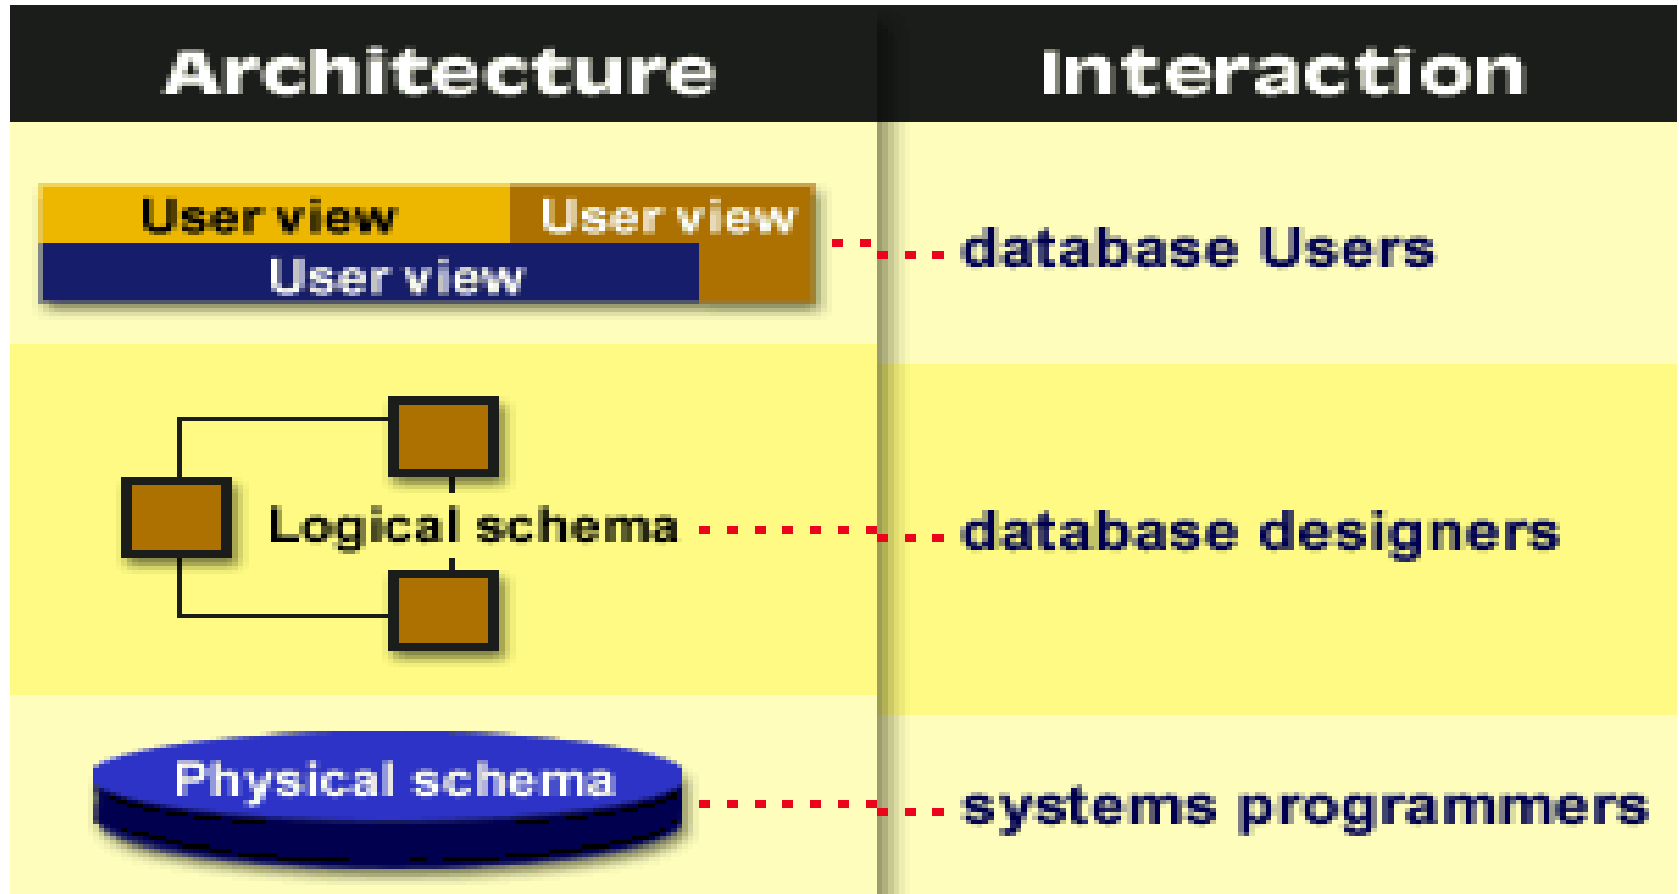 Architecture Interaction
User view User view
User view
database Users
Logical schema
database designers
Physical schema
systems programmers